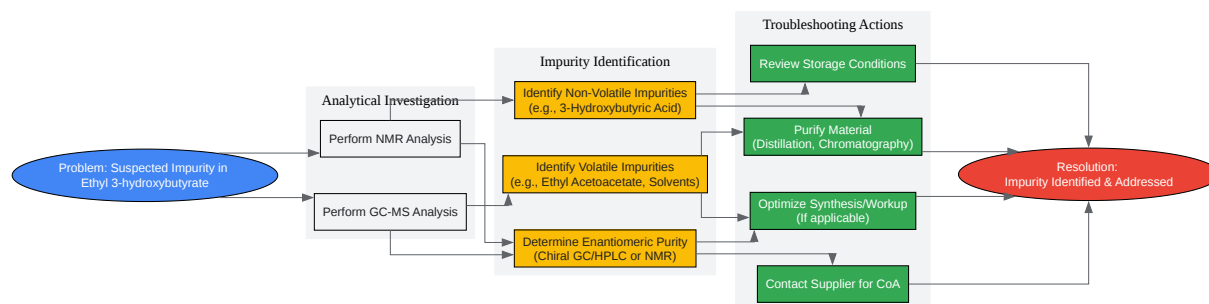 Problem: Suspected Impurity in
Ethyl 3-hydroxybutyrate
Analytical Investigation
Perform NMR Analysis
Perform GC-MS Analysis
Impurity Identification
Identify Non-Volatile Impurities
(e.g., 3-Hydroxybutyric Acid)
Identify Volatile Impurities
(e.g., Ethyl Acetoacetate, Solvents)
Determine Enantiomeric Purity
(Chiral GC/HPLC or NMR)
Troubleshooting Actions
Review Storage Conditions
Purify Material
(Distillation, Chromatography)
Optimize Synthesis/Workup
(If applicable)
Contact Supplier for CoA
Resolution:
Impurity Identified & Addressed